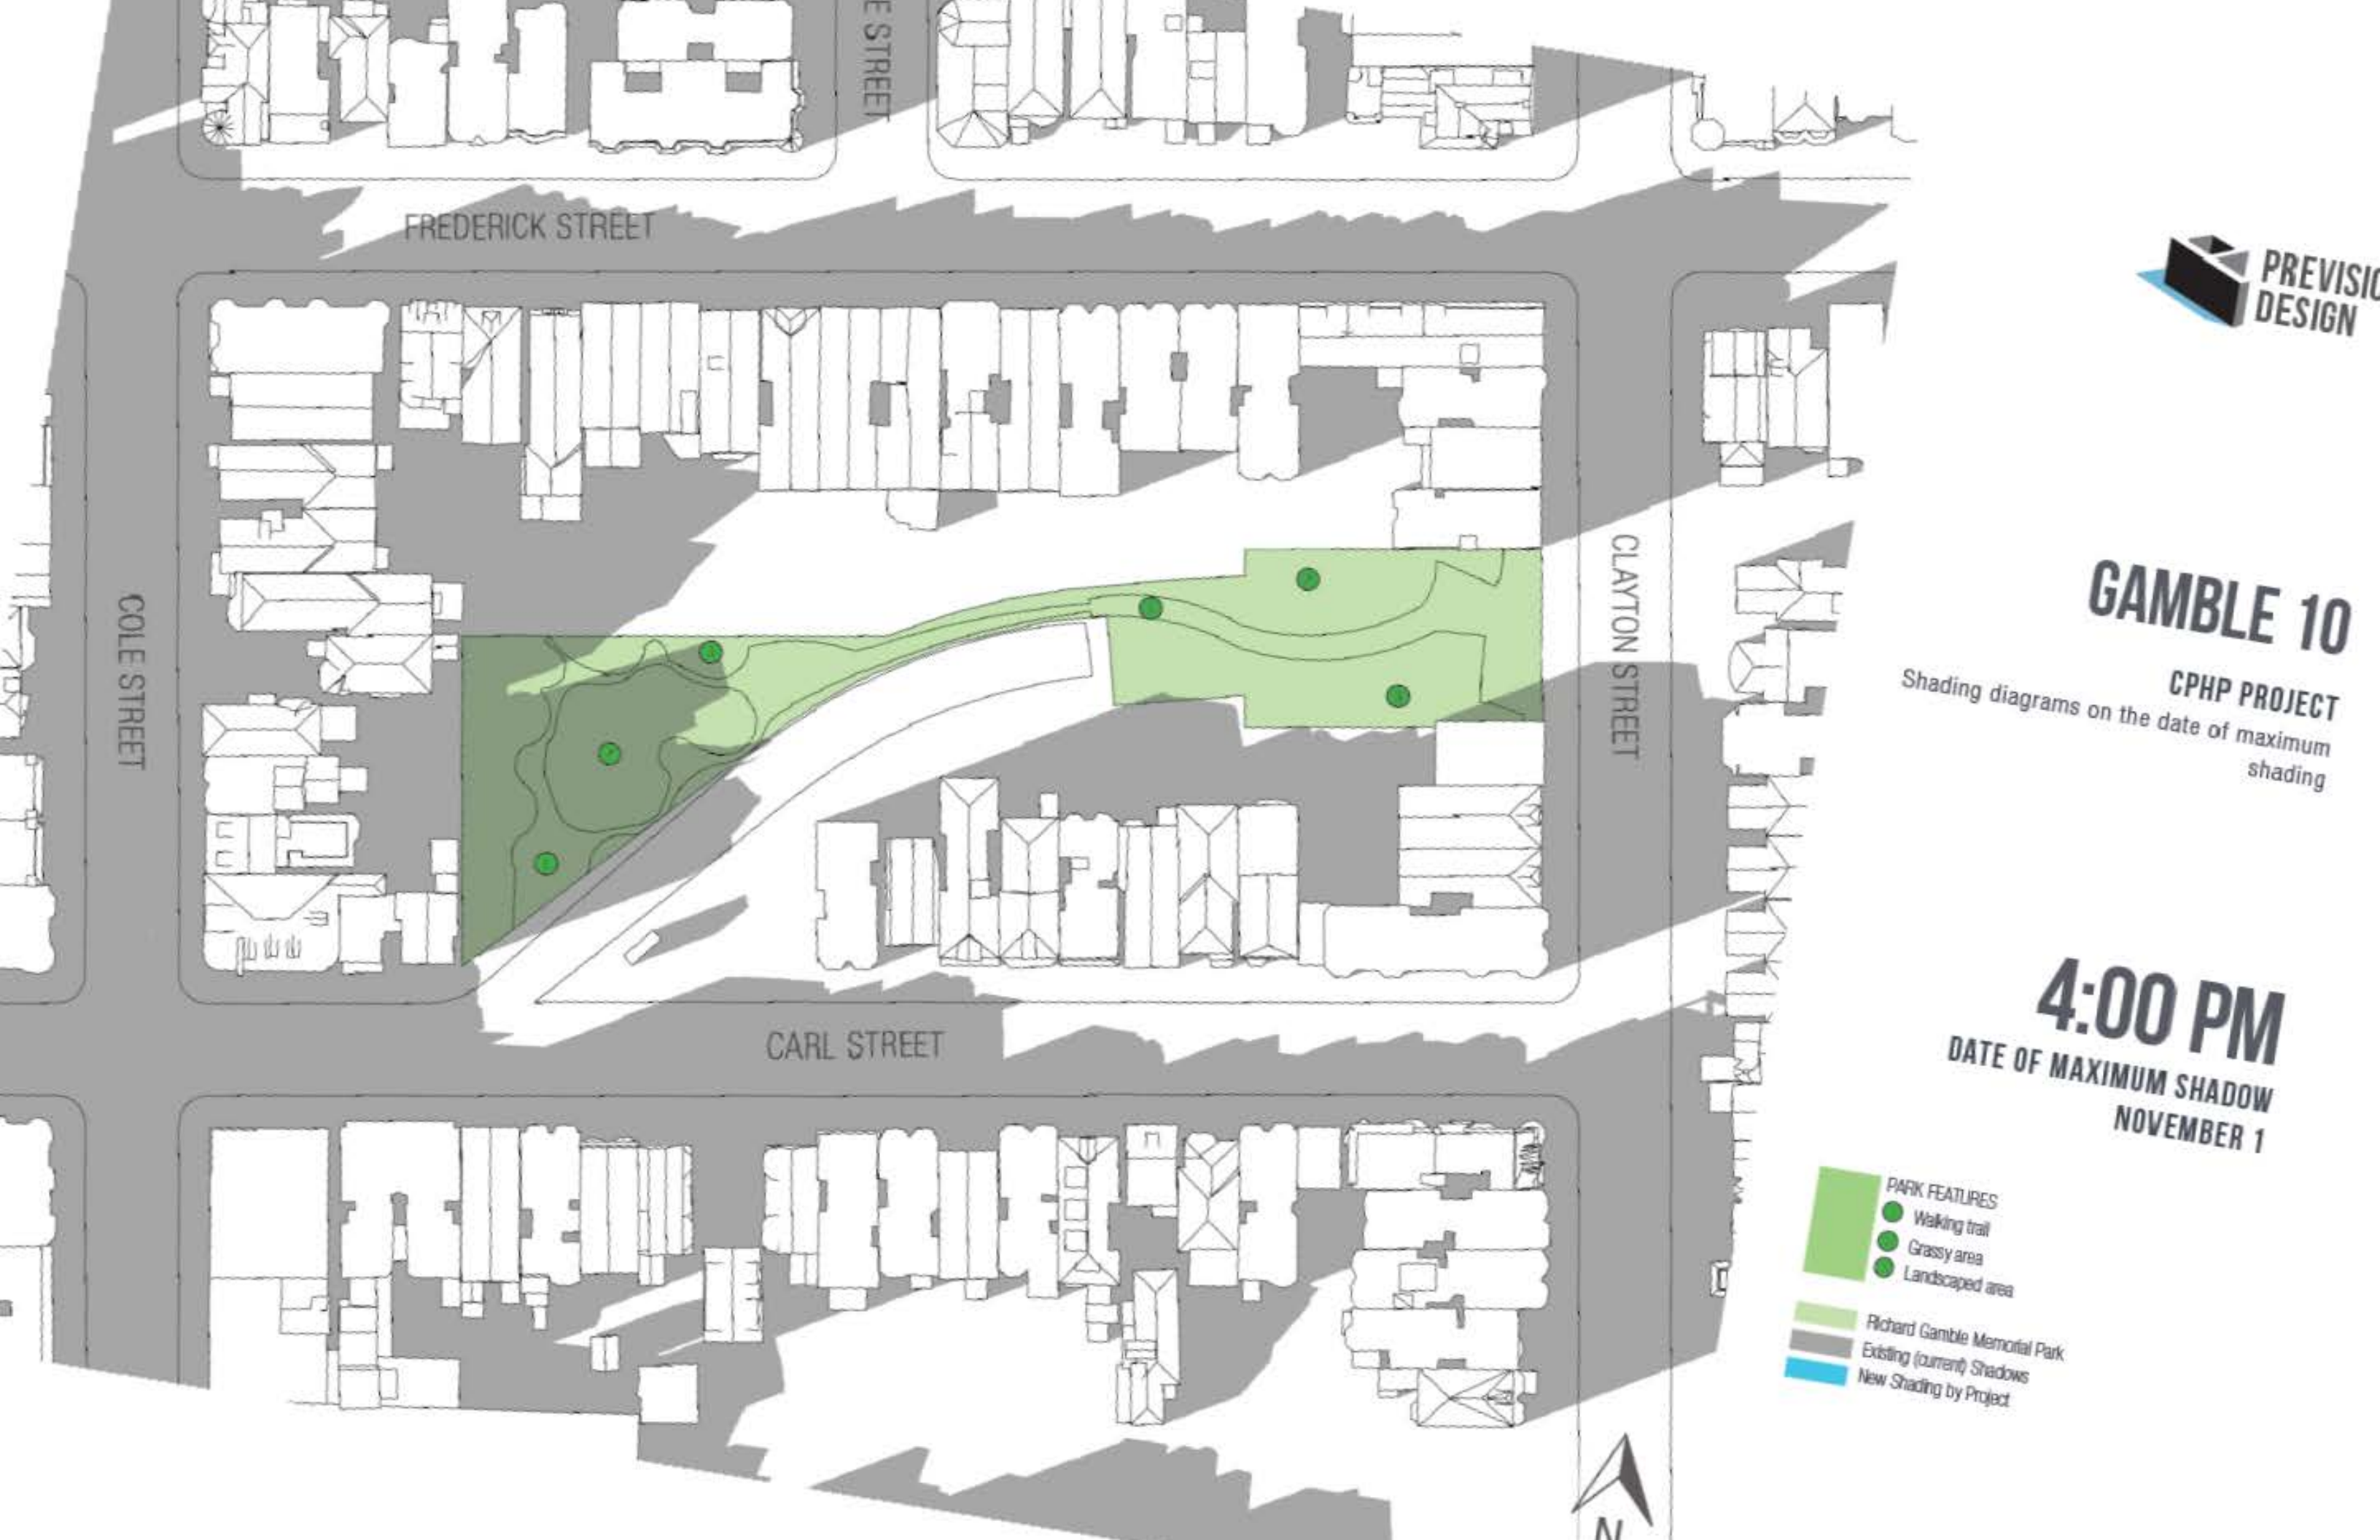 E STREET
FREDERICK STREET
COLE STREET
CLAYTON STREET
CARL STREET
DESIGN
GAMBLE 10
CPHP PROJECT
Shading diagrams on the date of maximum
shading
4:00 PM
DATE OF MAXIMUM SHADOW
NOVEMBER 1
PARK FEATURES
Walking trail
Grassy area
Landscaped area
Richard Gamble Memorial Park
Existing (current) Shadows
New Shading by Project
N